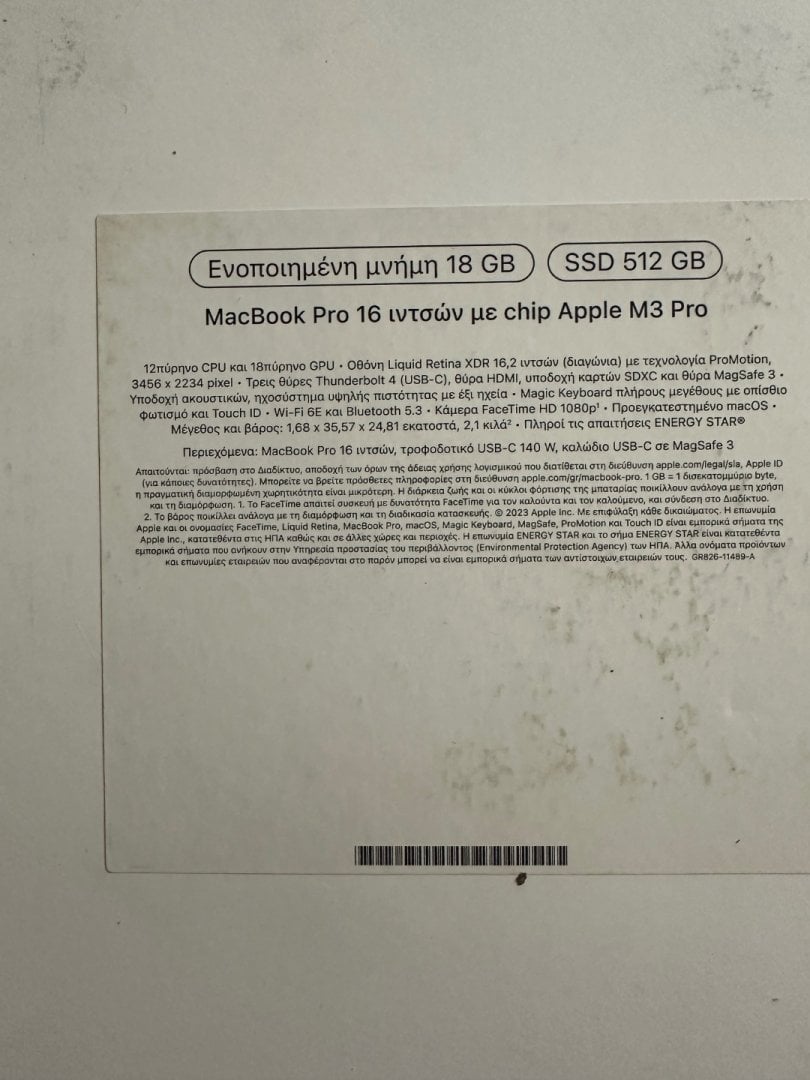 Ενοποιημένη μνήμη 18 GB SSD 512 GB
MacBook Pro 16 ιντσών με chip Apple M3 Pro
12πύρηνο CPU και 18πύρηνο GPU • Οθόνη Liquid Retina XDR 16,2 ιντσών (διαγώνια) με τεχνολογία ProMotion,
3456 x 2234 pixel • Τρεις θύρες Thunderbolt 4 (USB-C), θύρα HDMI, υποδοχή καρτών SDXC και θύρα MagSafe 3 •
Υποδοχή ακουστικών, ηχοσύστημα υψηλής πιστότητας με έξι ηχεία • Magic Keyboard πλήρους μεγέθους με οπίσθιο
φωτισμό και Touch ID • Wi-Fi 6E και Bluetooth 5.3 • Κάμερα FaceTime HD 1080p¹ • Προεγκατεστημένο macOS •
Μέγεθος και βάρος: 1,68 x 35,57 x 24,81 εκατοστά, 2,1 κιλά² • Πληροί τις απαιτήσεις ENERGY STAR®
Περιεχόμενα: MacBook Pro 16 ιντσών, τροφοδοτικό USB-C 140 W, καλώδιο USB-C σε MagSafe 3
Απαιτούνται: πρόσβαση στο Διαδίκτυο, αποδοχή των όρων της άδειας χρήσης λογισμικού που διατίθεται στη διεύθυνση apple.com/legal/sla, Apple ID
(για κάποιες δυνατότητες). Μπορείτε να βρείτε πρόσθετες πληροφορίες στη διεύθυνση apple.com/gr/macbook-pro. 1 GB = 1 δισεκατομμύριο byte,
η πραγματική διαμορφωμένη χωρητικότητα είναι μικρότερη. Η διάρκεια ζωής και οι κύκλοι φόρτισης της μπαταρίας ποικίλλουν ανάλογα με τη χρήση
και τη διαμόρφωση. 1. Το FaceTime απαιτεί συσκευή με δυνατότητα FaceTime για τον καλούντα και τον καλούμενο, και σύνδεση στο Διαδίκτυο.
2. Το βάρος ποικίλλει ανάλογα με τη διαμόρφωση και τη διαδικασία κατασκευής. © 2023 Apple Inc. Με επιφύλαξη κάθε δικαιώματος. Η επωνυμία
Apple και οι ονομασίες FaceTime, Liquid Retina, MacBook Pro, macOS, Magic Keyboard, MagSafe, ProMotion και Touch ID είναι εμπορικά σήματα της
Apple Inc., κατατεθέντα στις ΗΠΑ καθώς και σε άλλες χώρες και περιοχές. Η επωνυμία ENERGY STAR και το σήμα ENERGY STAR είναι κατατεθέντα
εμπορικά σήματα που ανήκουν στην Υπηρεσία προστασίας του περιβάλλοντος (Environmental Protection Agency) των ΗΠΑ. Άλλα ονόματα προϊόντων
και επωνυμίες εταιρειών που αναφέρονται στο παρόν μπορεί να είναι εμπορικά σήματα των αντίστοιχων εταιρειών τους. GR826-11489-A